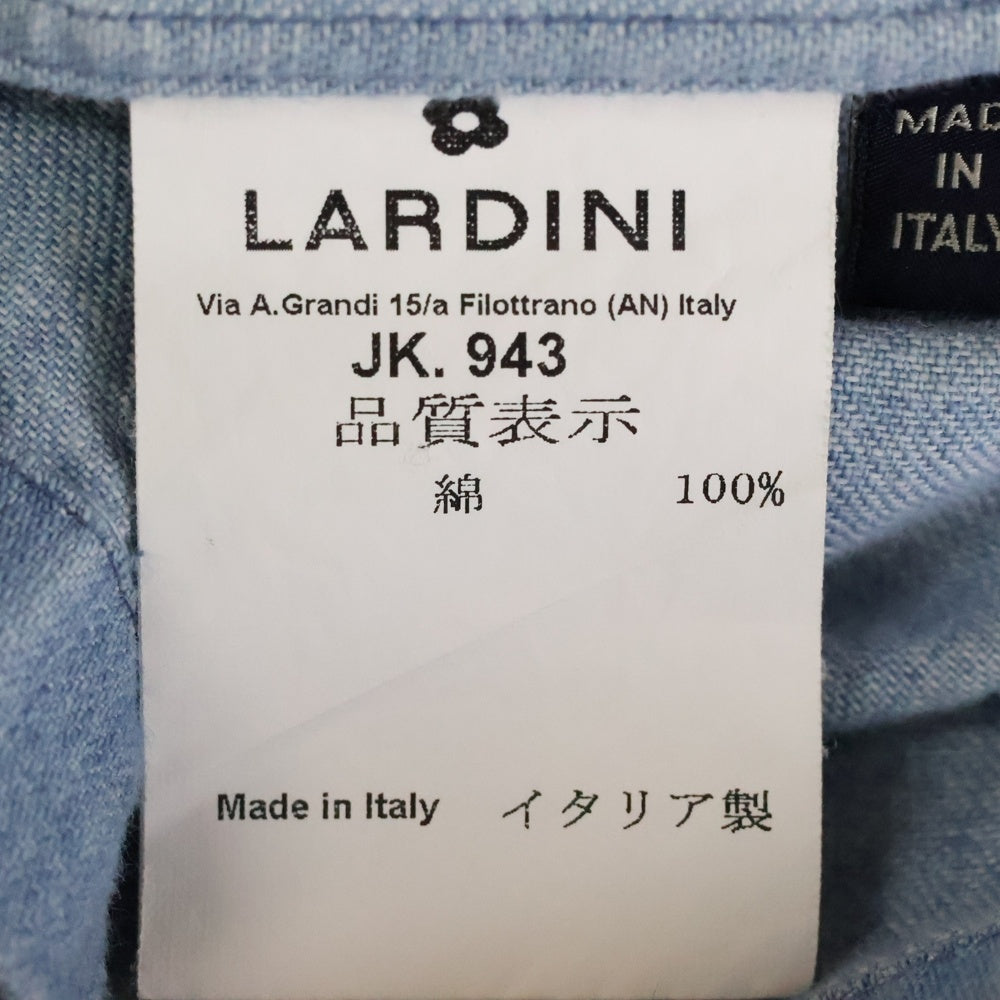 LARDINI
Via A.Grandi 15/a Filottrano (AN) Italy
JK. 943
品質表示
綿 100%
Made in Italy イタリア製
MAD
IN
ITALY